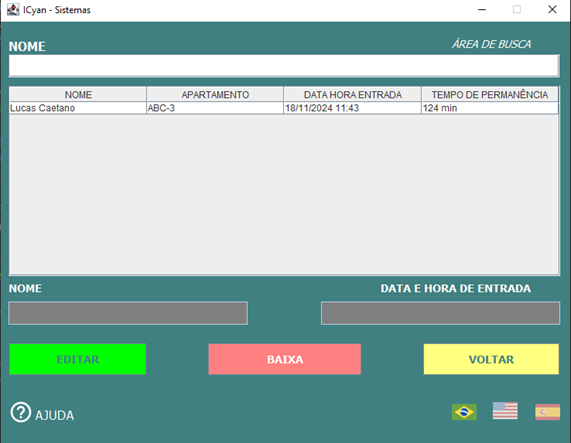 ICyan - Sistemas
NOME
ÁREA DE BUSCA
NOME APARTAMENTO DATA HORA ENTRADA TEMPO DE PERMANÊNCIA
Lucas Caetano ABC-3 18/11/2024 11:43 124 min
NOME DATA E HORA DE ENTRADA
EDITAR BAIXA VOLTAR
? AJUDA